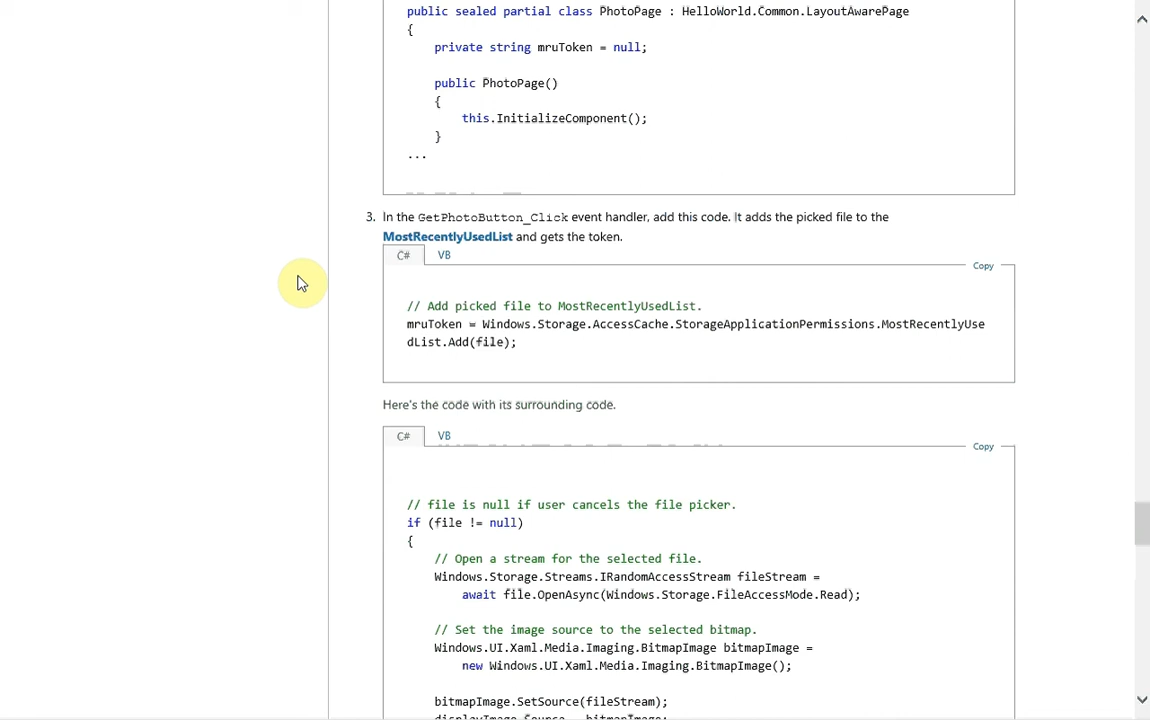 public sealed partial class PhotoPage : HelloWorld.Common.LayoutAwarePage
{
    private string mruToken = null;

    public PhotoPage()
    {
        this.InitializeComponent();
    }
...
3. In the GetPhotoButton_Click event handler, add this code. It adds the picked file to the
MostRecentlyUsedList and gets the token.
C# VB
Copy
// Add picked file to MostRecentlyUsedList.
mruToken = Windows.Storage.AccessCache.StorageApplicationPermissions.MostRecentlyUse
dList.Add(file);
Here's the code with its surrounding code.
C# VB
Copy
// file is null if user cancels the file picker.
if (file != null)
{
    // Open a stream for the selected file.
    Windows.Storage.Streams.IRandomAccessStream fileStream =
        await file.OpenAsync(Windows.Storage.FileAccessMode.Read);

    // Set the image source to the selected bitmap.
    Windows.UI.Xaml.Media.Imaging.BitmapImage bitmapImage =
        new Windows.UI.Xaml.Media.Imaging.BitmapImage();

    bitmapImage.SetSource(fileStream);
    displayImage.Source = bitmapImage;